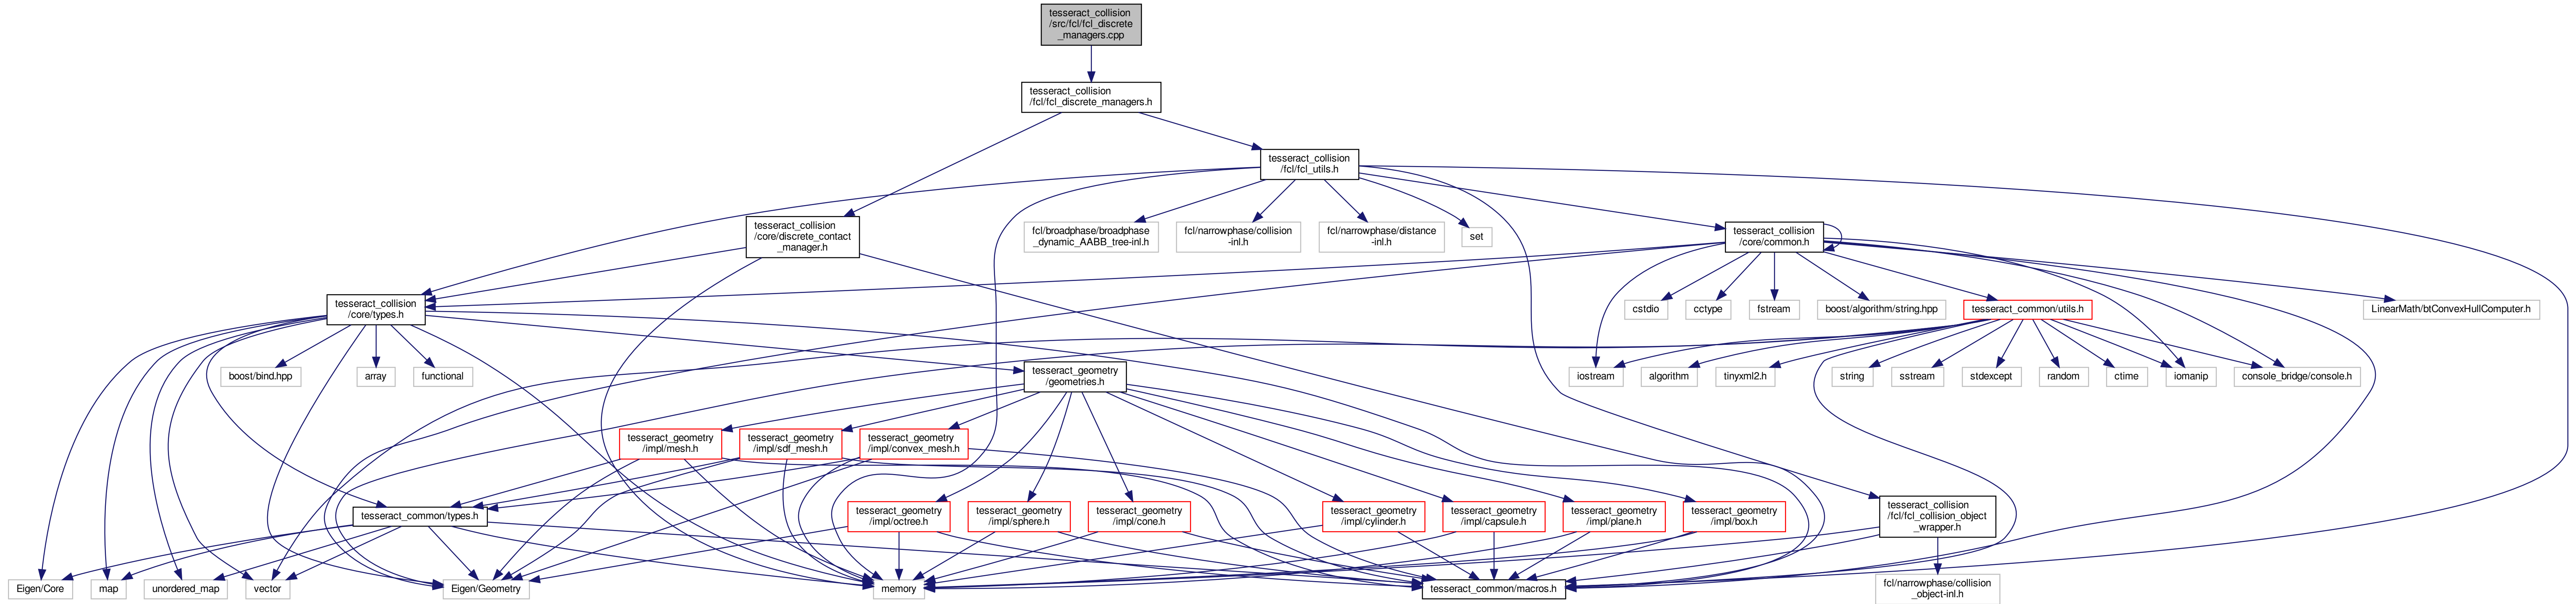 tesseract_collision
/src/fcl/fcl_discrete
_managers.cpp
tesseract_collision
/fcl/fcl_discrete_managers.h
tesseract_collision
/fcl/fcl_utils.h
tesseract_collision
/core/discrete_contact
_manager.h
fcl/broadphase/broadphase
_dynamic_AABB_tree-inl.h
fcl/narrowphase/collision
-inl.h
fcl/narrowphase/distance
-inl.h
set
tesseract_collision
/core/common.h
tesseract_collision
/core/types.h
cstdio
cctype
fstream
boost/algorithm/string.hpp
tesseract_common/utils.h
LinearMath/btConvexHullComputer.h
boost/bind.hpp
array
functional
tesseract_geometry
/geometries.h
iostream
algorithm
tinyxml2.h
string
sstream
stdexcept
random
ctime
iomanip
console_bridge/console.h
tesseract_geometry
/impl/mesh.h
tesseract_geometry
/impl/sdf_mesh.h
tesseract_geometry
/impl/convex_mesh.h
tesseract_common/types.h
tesseract_geometry
/impl/octree.h
tesseract_geometry
/impl/sphere.h
tesseract_geometry
/impl/cone.h
tesseract_geometry
/impl/cylinder.h
tesseract_geometry
/impl/capsule.h
tesseract_geometry
/impl/plane.h
tesseract_geometry
/impl/box.h
tesseract_collision
/fcl/fcl_collision_object
_wrapper.h
Eigen/Core
map
unordered_map
vector
Eigen/Geometry
memory
tesseract_common/macros.h
fcl/narrowphase/collision
_object-inl.h